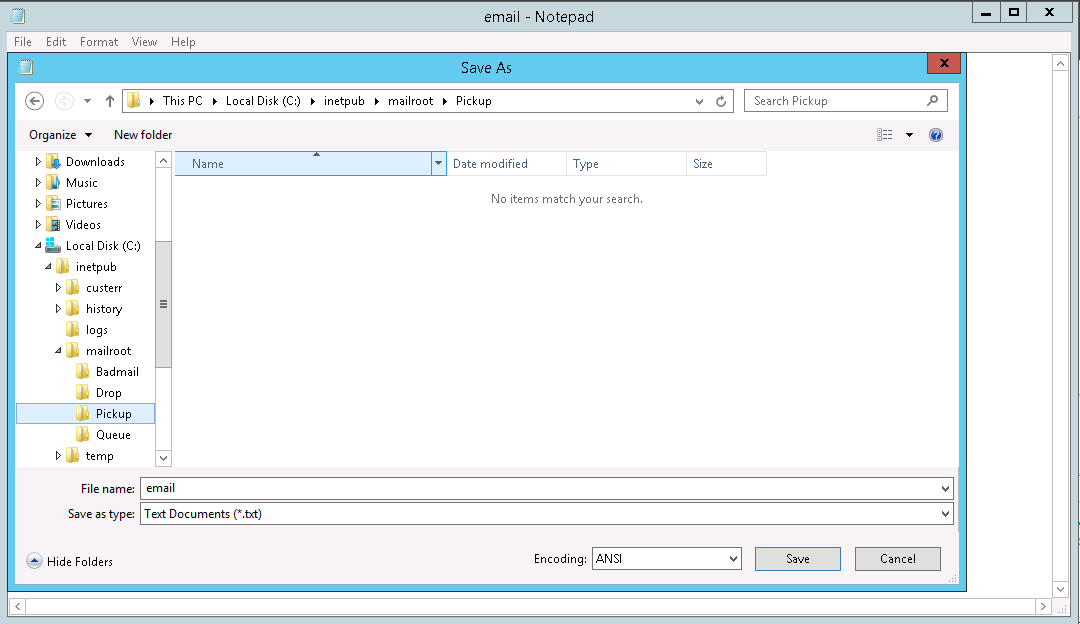 email - Notepad
File Edit Format View Help
Save As
This PC Local Disk (C:) inetpub mailroot Pickup
Search Pickup
Organize New folder
Downloads
Music
Pictures
Videos
Local Disk (C:)
inetpub
custerr
history
logs
mailroot
Badmail
Drop
Pickup
Queue
temp
Name Date modified Type Size
No items match your search.
File name: email
Save as type: Text Documents (*.txt)
Hide Folders
Encoding: ANSI
Save
Cancel